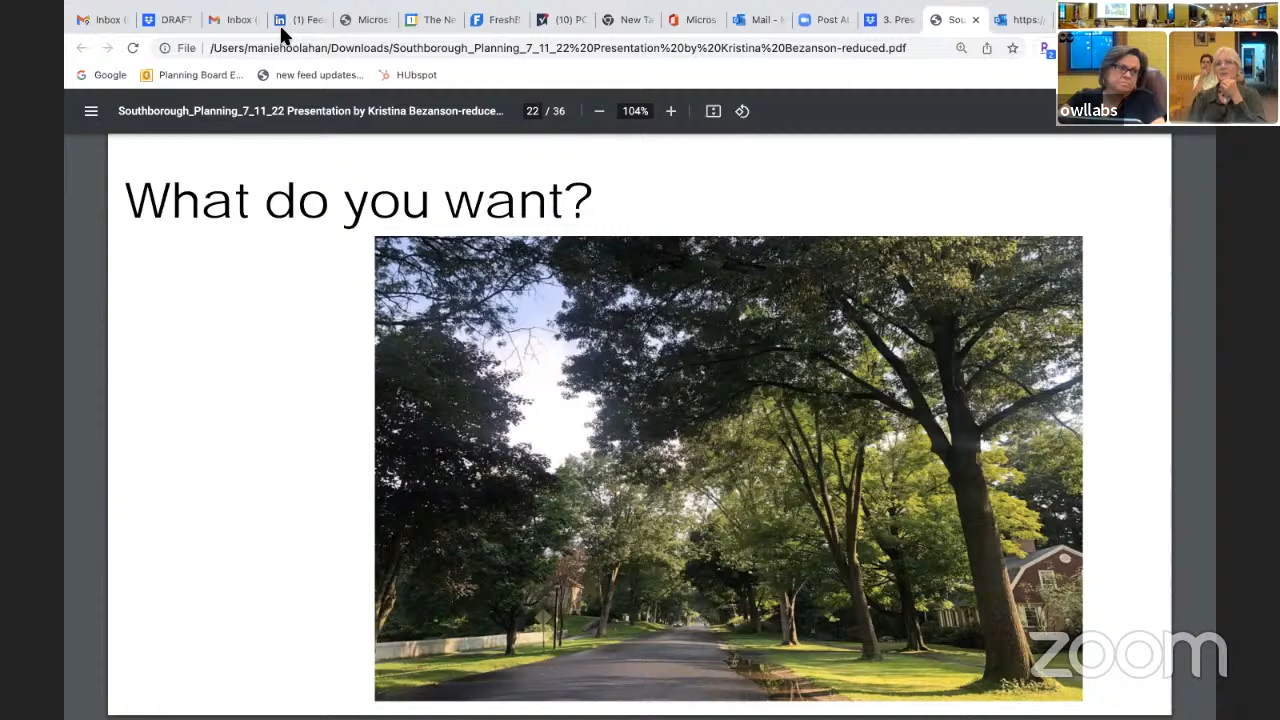 Inbox (
DRAFT
Inbox (
(1) Fee
Micros
The Ne
FreshB
(10) PC
New Ta
Micros
Mail -
Post At
3. Pres
Sou
https:/
File
/Users/maniehoolahan/Downloads/Southborough_Planning_7_11_22%20Presentation%20by%20Kristina%20Bezanson-reduced.pdf
Google
Planning Board E...
new feed updates...
HUbspot
owllabs
Southborough_Planning_7_11_22 Presentation by Kristina Bezanson-reduce...
22 / 36
104%
What do you want?
zoom